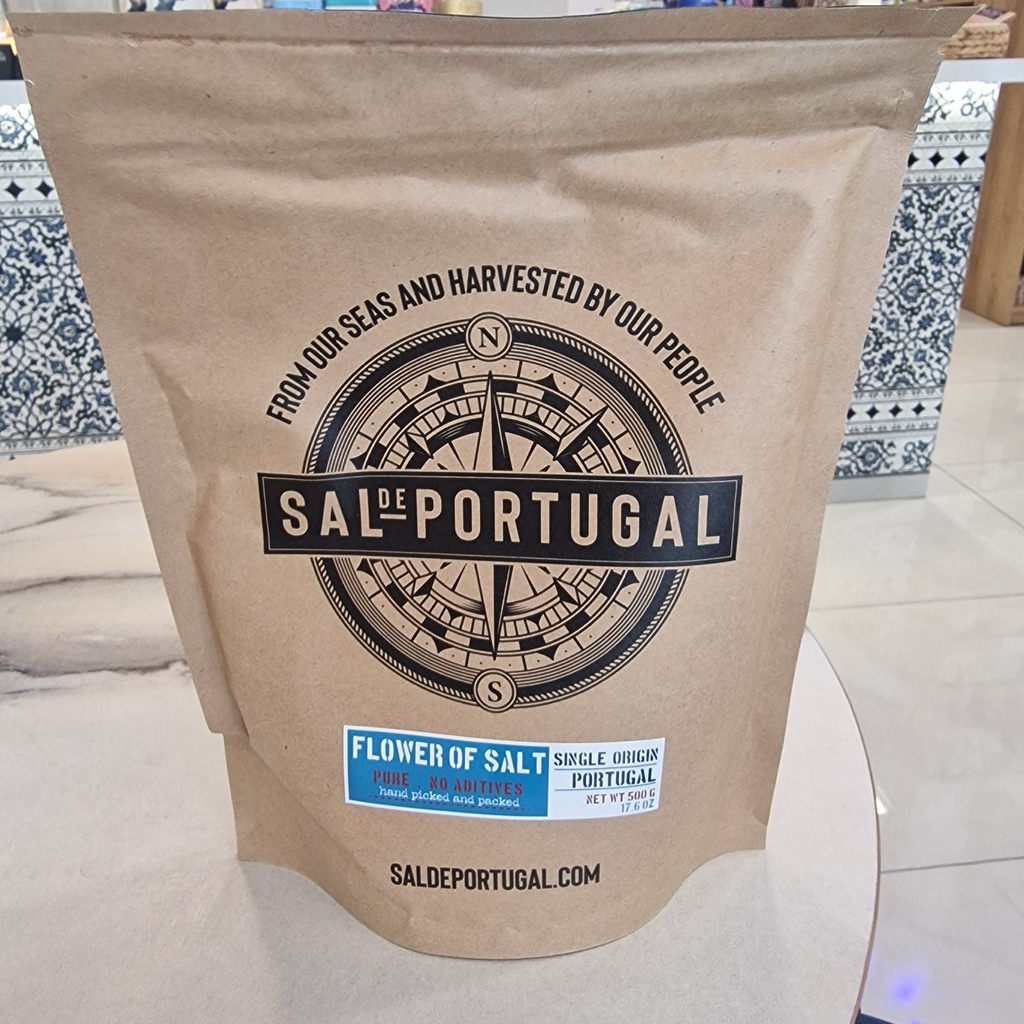 FROM OUR SEAS AND HARVESTED BY OUR PEOPLE
N
SAL DE PORTUGAL
S
FLOWER OF SALT
PURE NO ADITIVES
hand picked and packed
SINGLE ORIGIN
PORTUGAL
NET WT 500 G
17.6 OZ
SALDEPORTUGAL.COM